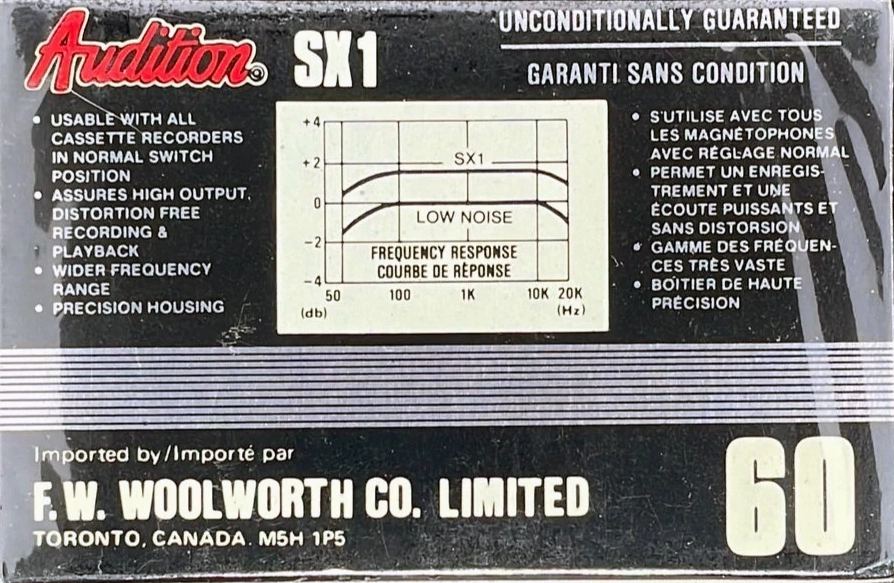 Audition® SX1
UNCONDITIONALLY GUARANTEED
GARANTI SANS CONDITION
• USABLE WITH ALL
CASSETTE RECORDERS
IN NORMAL SWITCH
POSITION
• ASSURES HIGH OUTPUT,
DISTORTION FREE
RECORDING &
PLAYBACK
• WIDER FREQUENCY
RANGE
• PRECISION HOUSING
+4
+2
0
−2
−4
SX1
LOW NOISE
FREQUENCY RESPONSE
COURBE DE RÉPONSE
50 100 1K 10K 20K
(db) (Hz)
• S'UTILISE AVEC TOUS
LES MAGNÉTOPHONES
AVEC RÉGLAGE NORMAL
• PERMET UN ENREGIS-
TREMENT ET UNE
ÉCOUTE PUISSANTS ET
SANS DISTORSION
• GAMME DES FRÉQUEN-
CES TRÈS VASTE
• BOÎTIER DE HAUTE
PRÉCISION
Imported by/Importé par
F.W. WOOLWORTH CO. LIMITED
TORONTO, CANADA. M5H 1P5
60